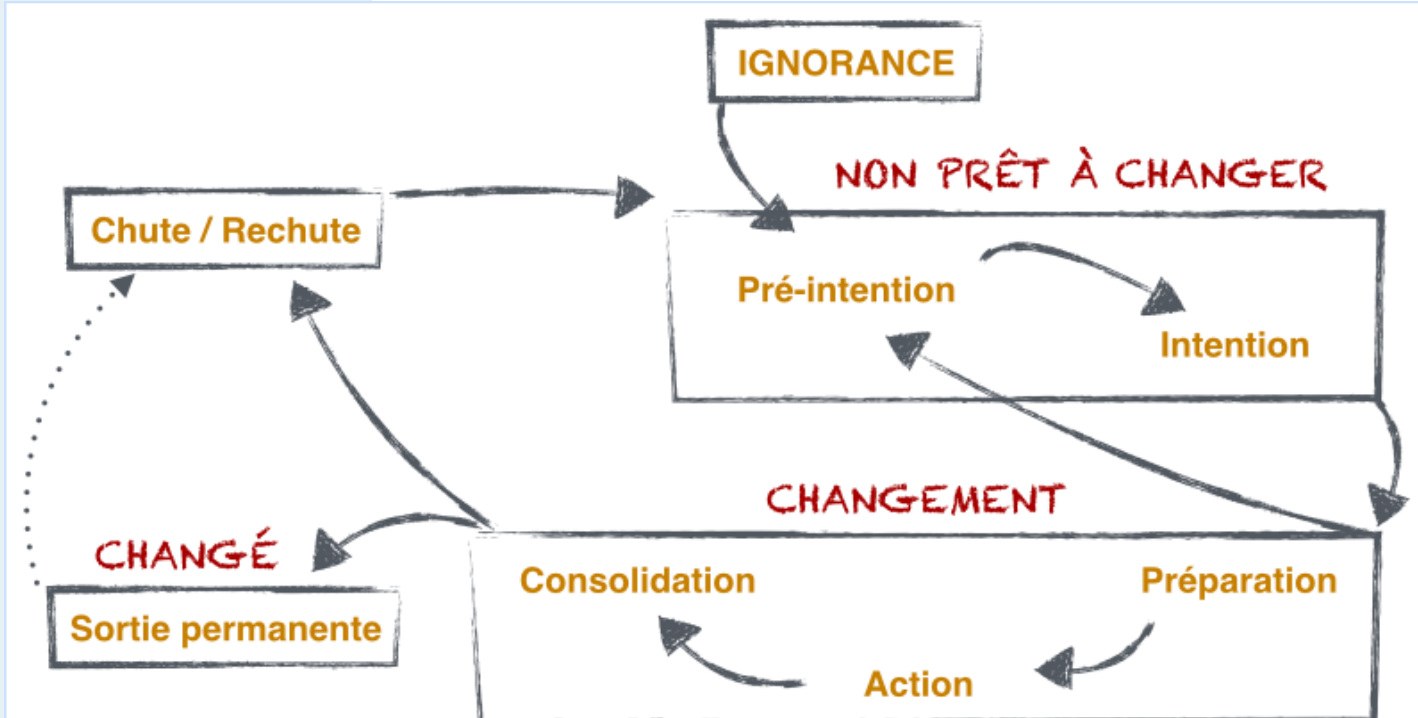 IGNORANCE
NON PRÊT À CHANGER
Chute / Rechute
Pré-intention
Intention
CHANGEMENT
CHANGÉ
Consolidation
Préparation
Sortie permanente
Action